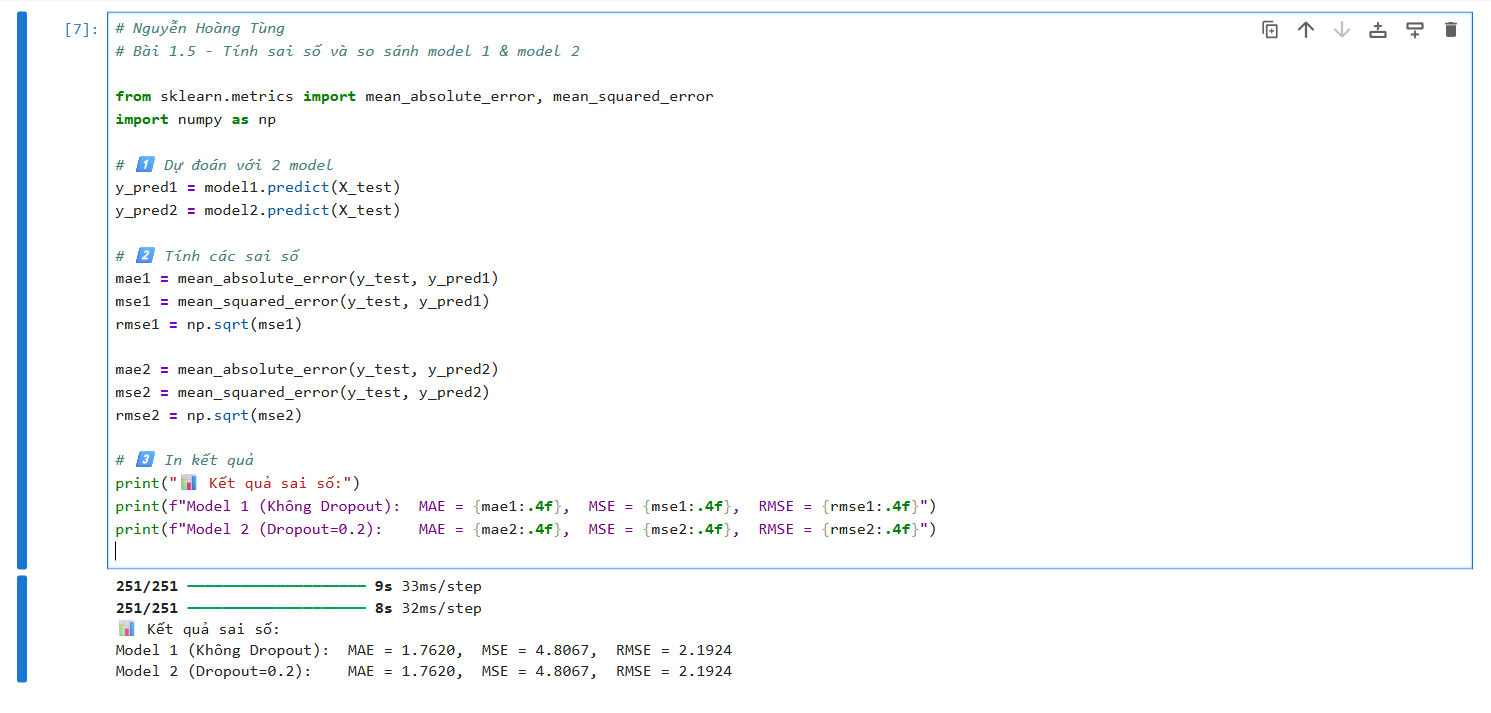 [7]:
# Nguyễn Hoàng Tùng
# Bài 1.5 - Tính sai số và so sánh model 1 & model 2
from sklearn.metrics import mean_absolute_error, mean_squared_error
import numpy as np
# 1️⃣ Dự đoán với 2 model
y_pred1 = model1.predict(X_test)
y_pred2 = model2.predict(X_test)
# 2️⃣ Tính các sai số
mae1 = mean_absolute_error(y_test, y_pred1)
mse1 = mean_squared_error(y_test, y_pred1)
rmse1 = np.sqrt(mse1)
mae2 = mean_absolute_error(y_test, y_pred2)
mse2 = mean_squared_error(y_test, y_pred2)
rmse2 = np.sqrt(mse2)
# 3️⃣ In kết quả
print("📊 Kết quả sai số:")
print(f"Model 1 (Không Dropout):  MAE = {mae1:.4f},  MSE = {mse1:.4f},  RMSE = {rmse1:.4f}")
print(f"Model 2 (Dropout=0.2):    MAE = {mae2:.4f},  MSE = {mse2:.4f},  RMSE = {rmse2:.4f}")
251/251 ━━━━━━━━━━━━━━━━━━━━ 9s 33ms/step
251/251 ━━━━━━━━━━━━━━━━━━━━ 8s 32ms/step
📊 Kết quả sai số:
Model 1 (Không Dropout):  MAE = 1.7620,  MSE = 4.8067,  RMSE = 2.1924
Model 2 (Dropout=0.2):    MAE = 1.7620,  MSE = 4.8067,  RMSE = 2.1924